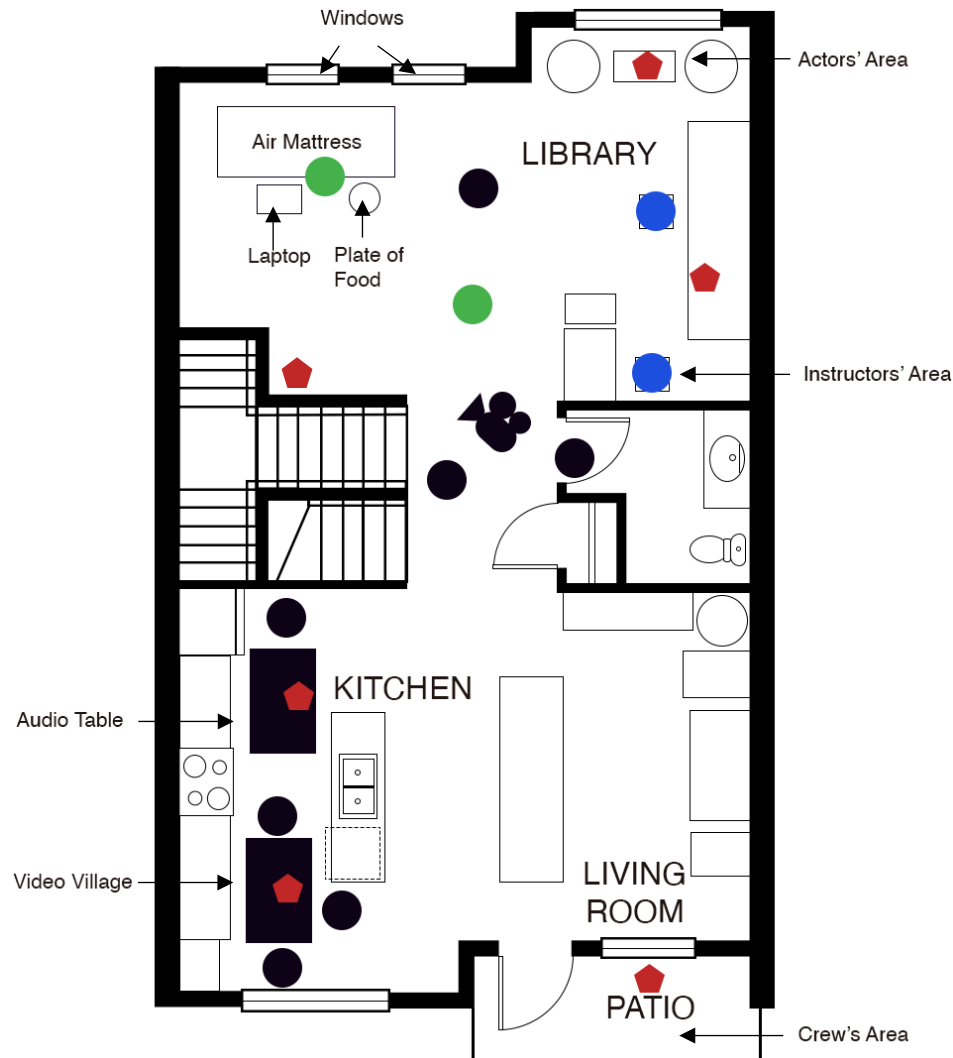 Windows
Actors' Area
Air Mattress
LIBRARY
Laptop
Plate of
Food
Instructors' Area
KITCHEN
Audio Table
Video Village
LIVING
ROOM
PATIO
Crew's Area